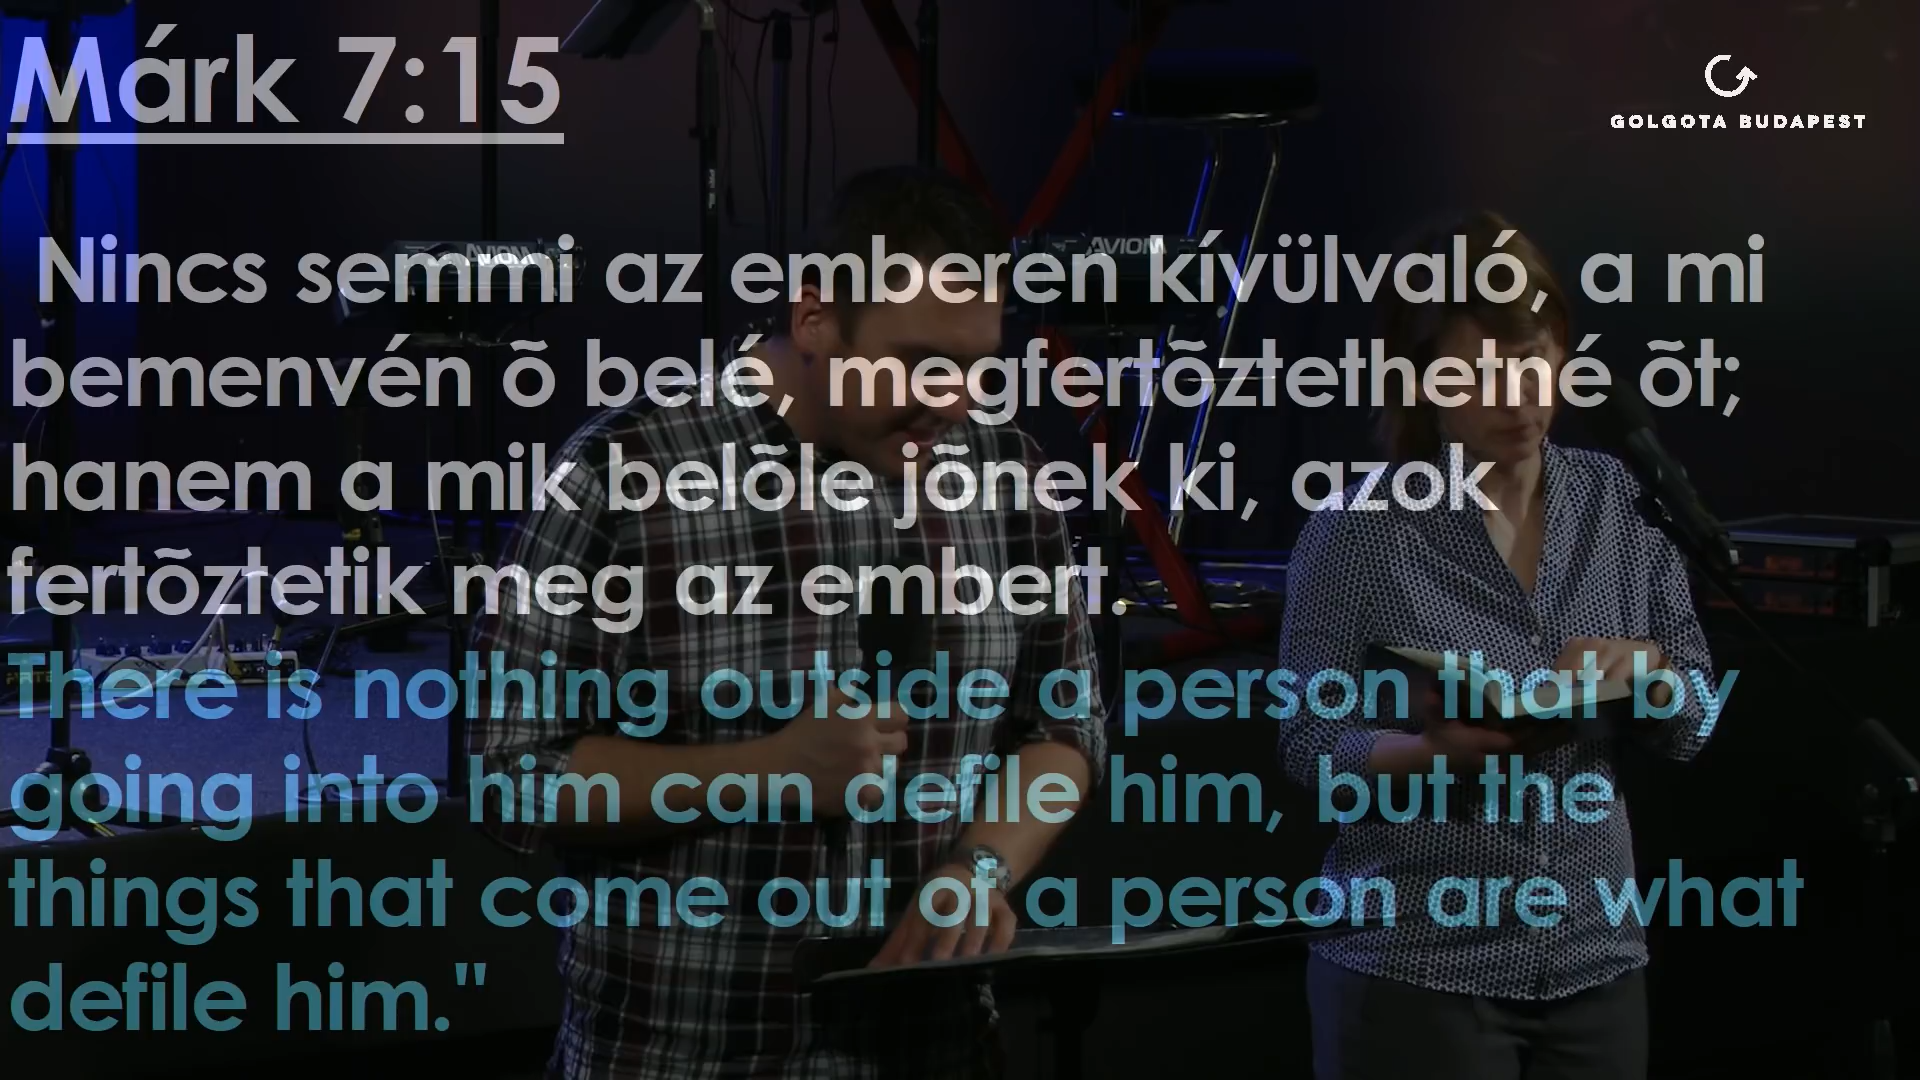 Márk 7:15
GOLGOTA BUDAPEST
AVIOM
AVIOM
Nincs semmi az emberen kívülvaló, a mi
bemenvén õ belé, megfertõztethetné õt;
hanem a mik belõle jõnek ki, azok
fertõztetik meg az embert.
There is nothing outside a person that by
going into him can defile him, but the
things that come out of a person are what
defile him."